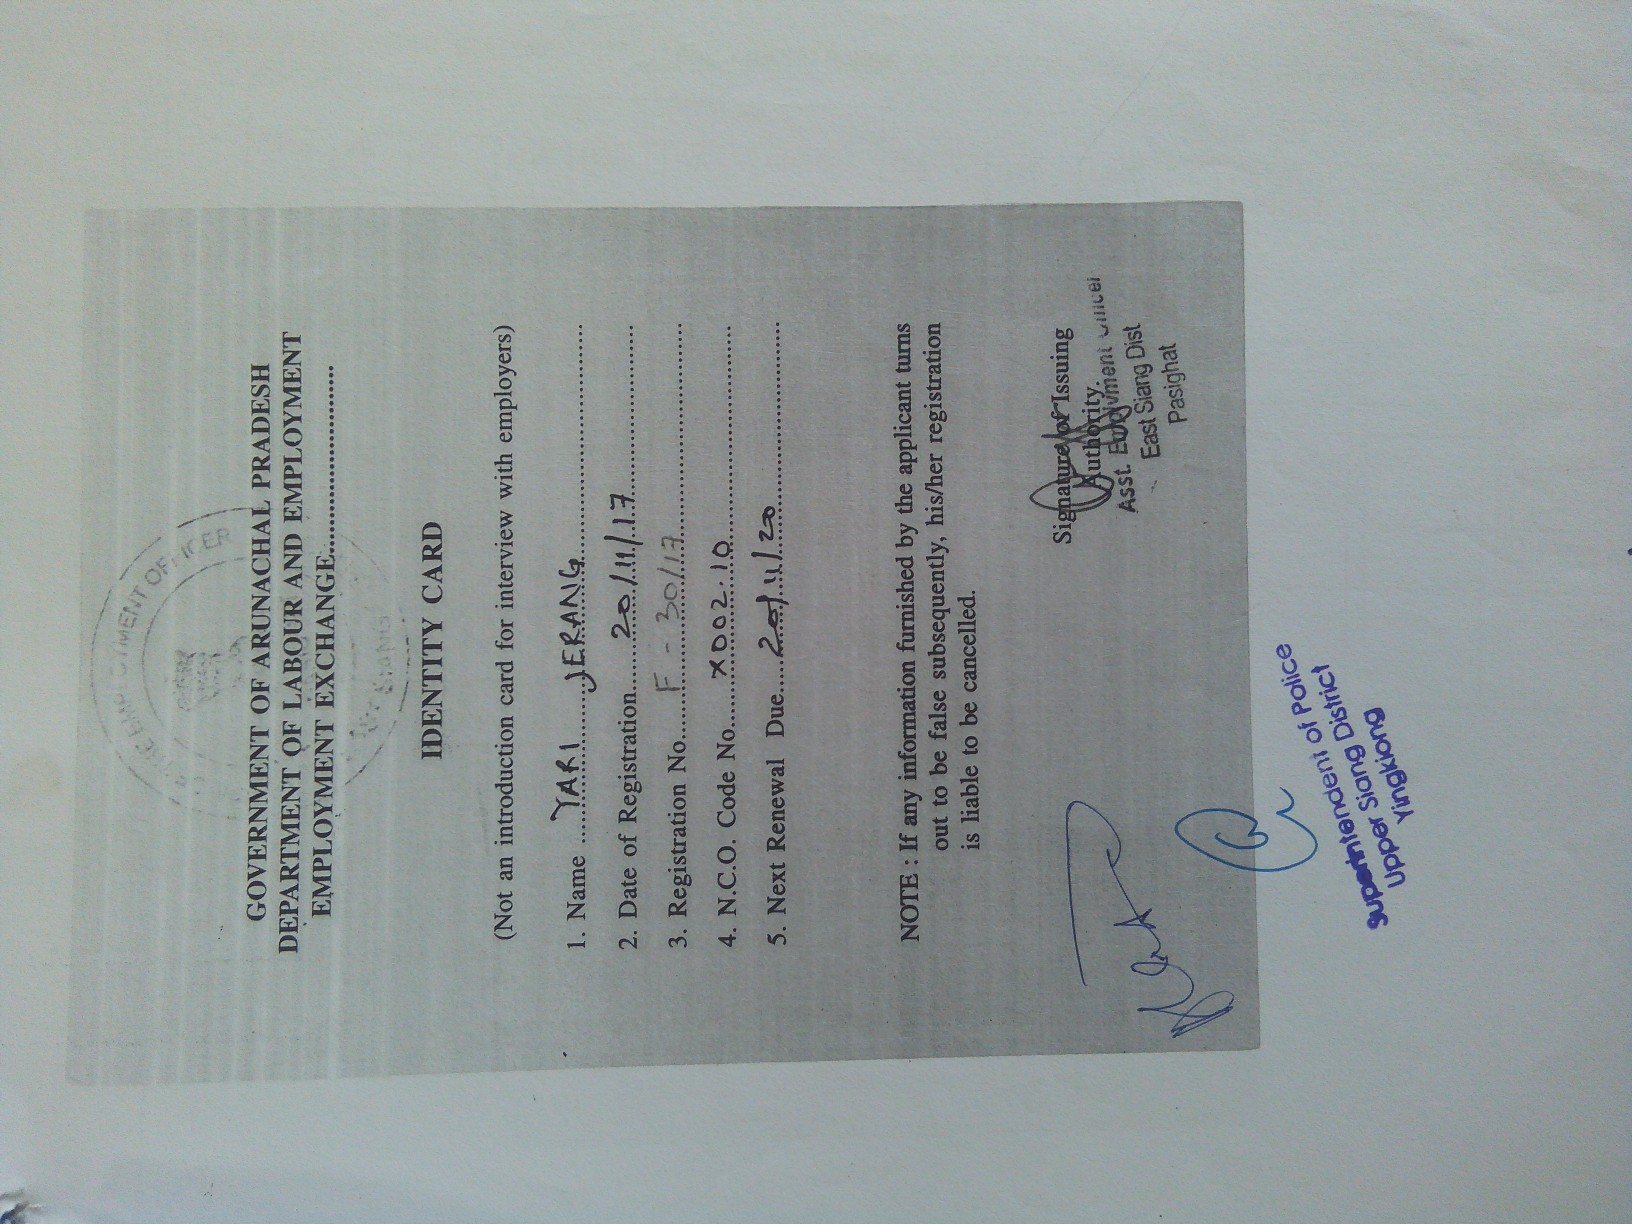 EMPLOYMENT OFFICER
GOVERNMENT OF ARUNACHAL PRADESH
DEPARTMENT OF LABOUR AND EMPLOYMENT
EMPLOYMENT EXCHANGE..............................
IDENTITY CARD
(Not an introduction card for interview with employers)
1. Name ....YARI........JERANG..............................
2. Date of Registration.......20/11/17....................
3. Registration No......F-30/17..............................
4. N.C.O. Code No......X002.10..............................
5. Next Renewal Due....20/11/20..............................
NOTE : If any information furnished by the applicant turns
out to be false subsequently, his/her registration
is liable to be cancelled.
Signature of Issuing
Authority.
Asst. Employment Officer
East Siang Dist
Pasighat
Superintendent of Police
Upper Siang District
Yingkiong